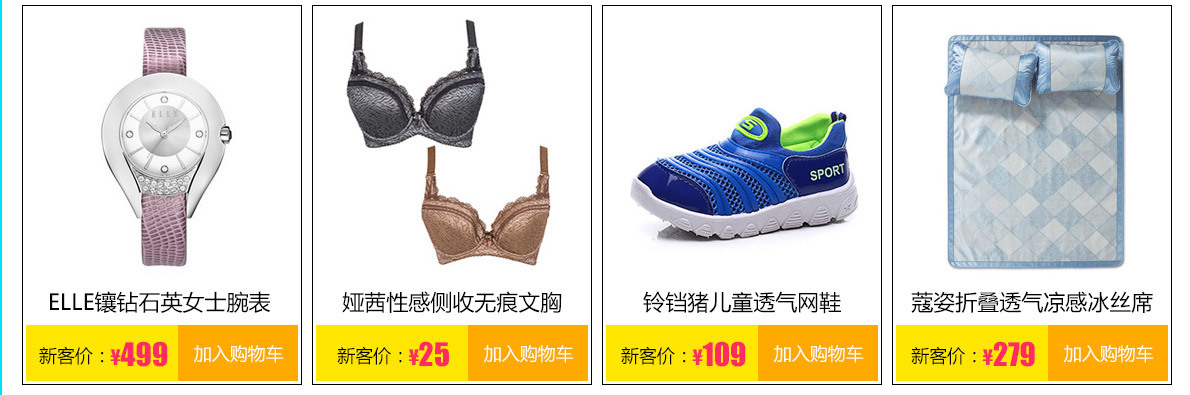 ELLE
SPORT
ELLE镶钻石英女士腕表
娅茜性感侧收无痕文胸
铃铛猪儿童透气网鞋
蔻姿折叠透气凉感冰丝席
新客价：¥499 加入购物车
新客价：¥25 加入购物车
新客价：¥109 加入购物车
新客价：¥279 加入购物车